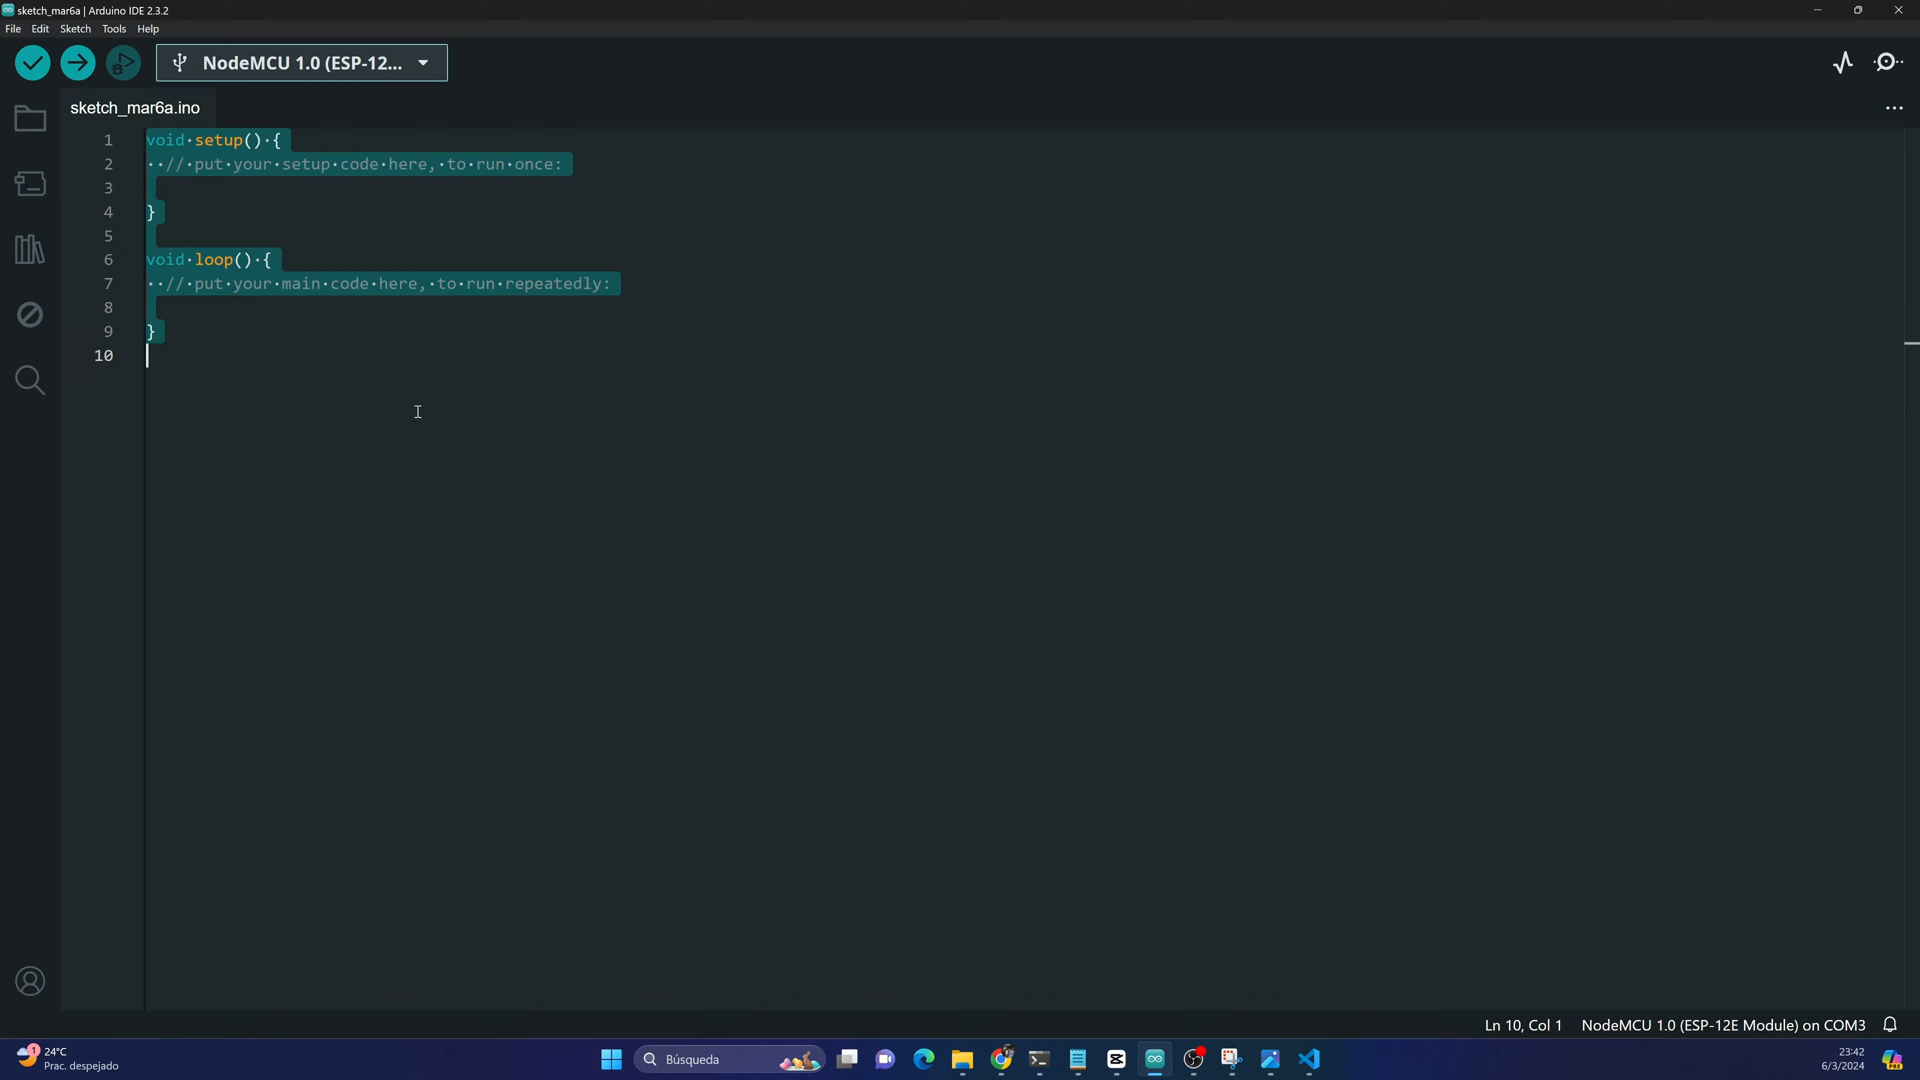 sketch_mar6a | Arduino IDE 2.3.2
File Edit Sketch Tools Help
NodeMCU 1.0 (ESP-12...
sketch_mar6a.ino
1 void setup() {
2 // put your setup code here, to run once:
3
4 }
5
6 void loop() {
7 // put your main code here, to run repeatedly:
8
9 }
10
Ln 10, Col 1 NodeMCU 1.0 (ESP-12E Module) on COM3
1
24°C
Prac. despejado
Búsqueda
23:42
6/3/2024
PRE